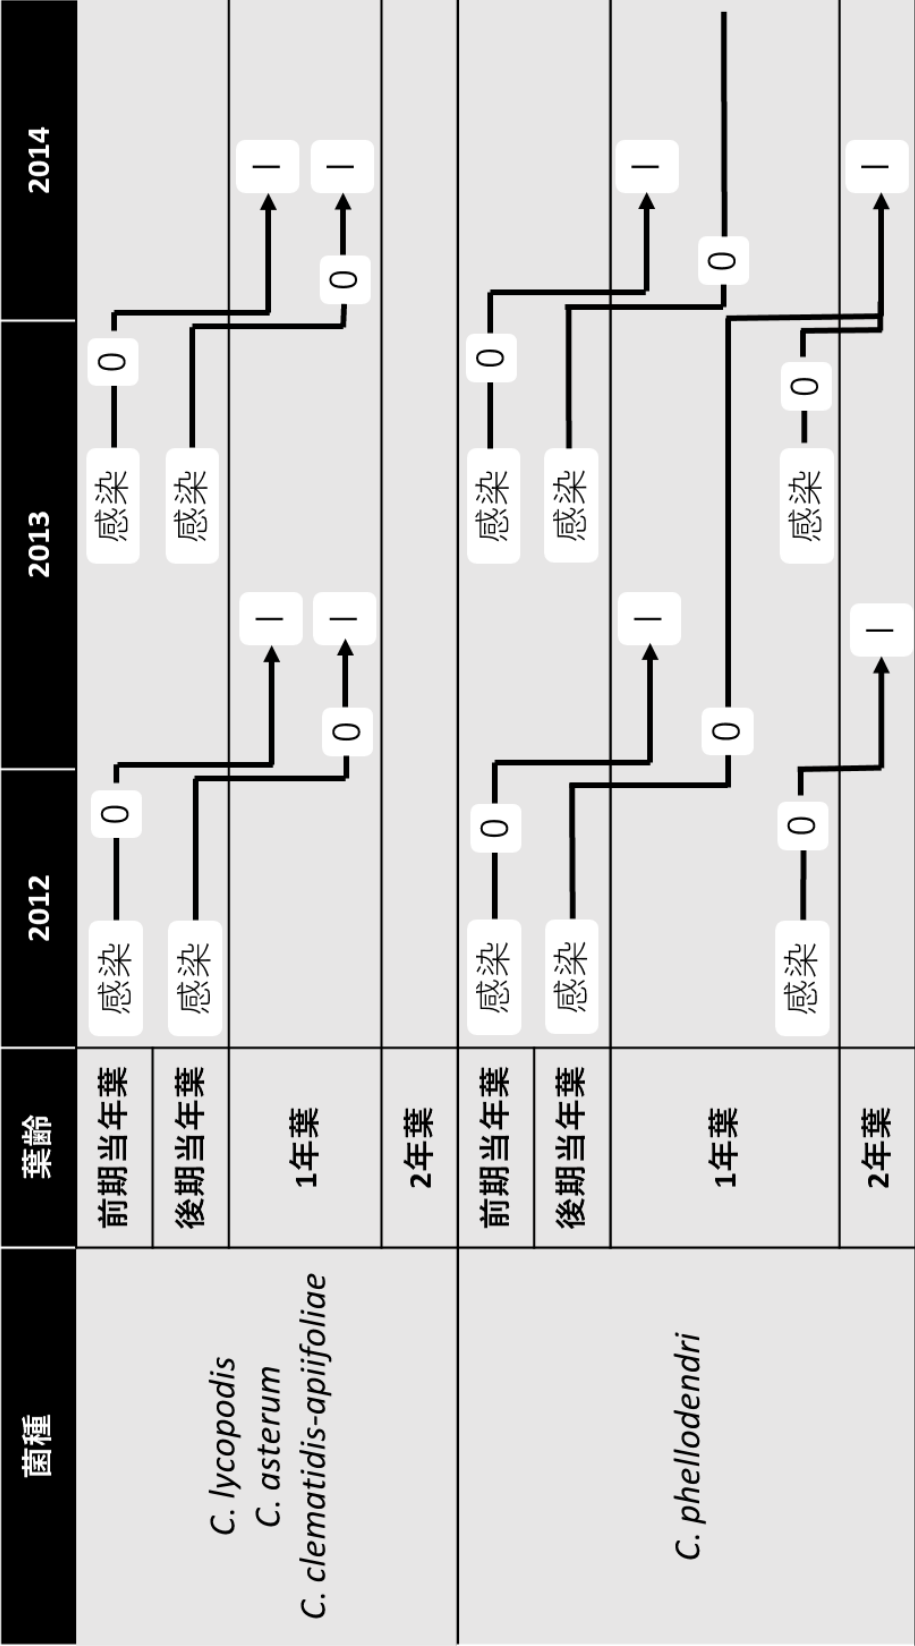 菌種 葉齢 2012 2013 2014
C. lycopodis
C. asterum
C. clematidis-apiifoliae
前期当年葉 感染 0 感染 0
後期当年葉 感染 感染
1年葉
I I
0 I 0 I
2年葉
C. phellodendri
前期当年葉 感染 0 感染 0
後期当年葉 感染 感染
1年葉
I I
0 0
感染 0 感染 0
2年葉 I I